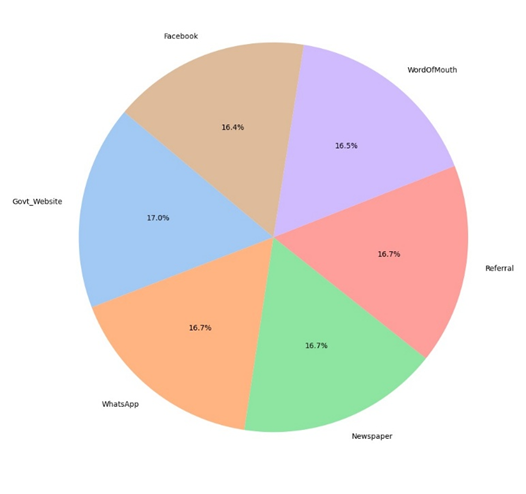 Facebook
WordOfMouth
16.4%
16.5%
Govt_Website
17.0%
16.7%
Referral
16.7%
16.7%
WhatsApp
Newspaper